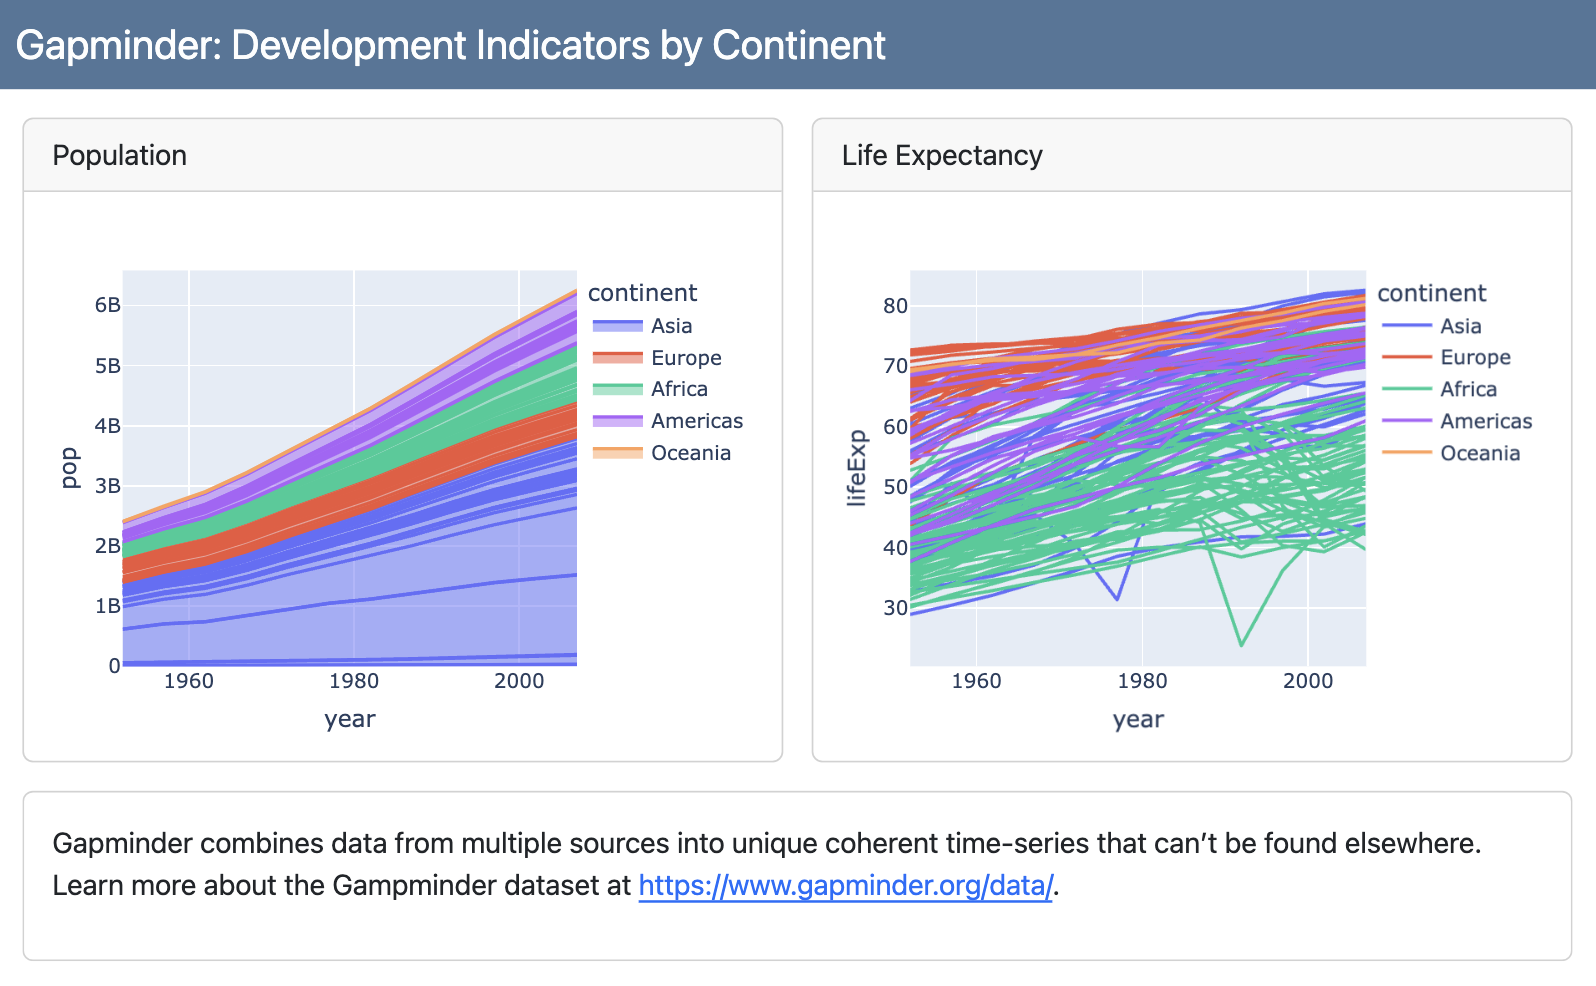 Gapminder: Development Indicators by Continent
Population
6B
5B
4B
3B
2B
1B
0
pop
1960 1980 2000
year
continent
Asia
Europe
Africa
Americas
Oceania
Life Expectancy
80
70
60
50
40
30
lifeExp
1960 1980 2000
year
continent
Asia
Europe
Africa
Americas
Oceania
Gapminder combines data from multiple sources into unique coherent time-series that can’t be found elsewhere.
Learn more about the Gampminder dataset at https://www.gapminder.org/data/.